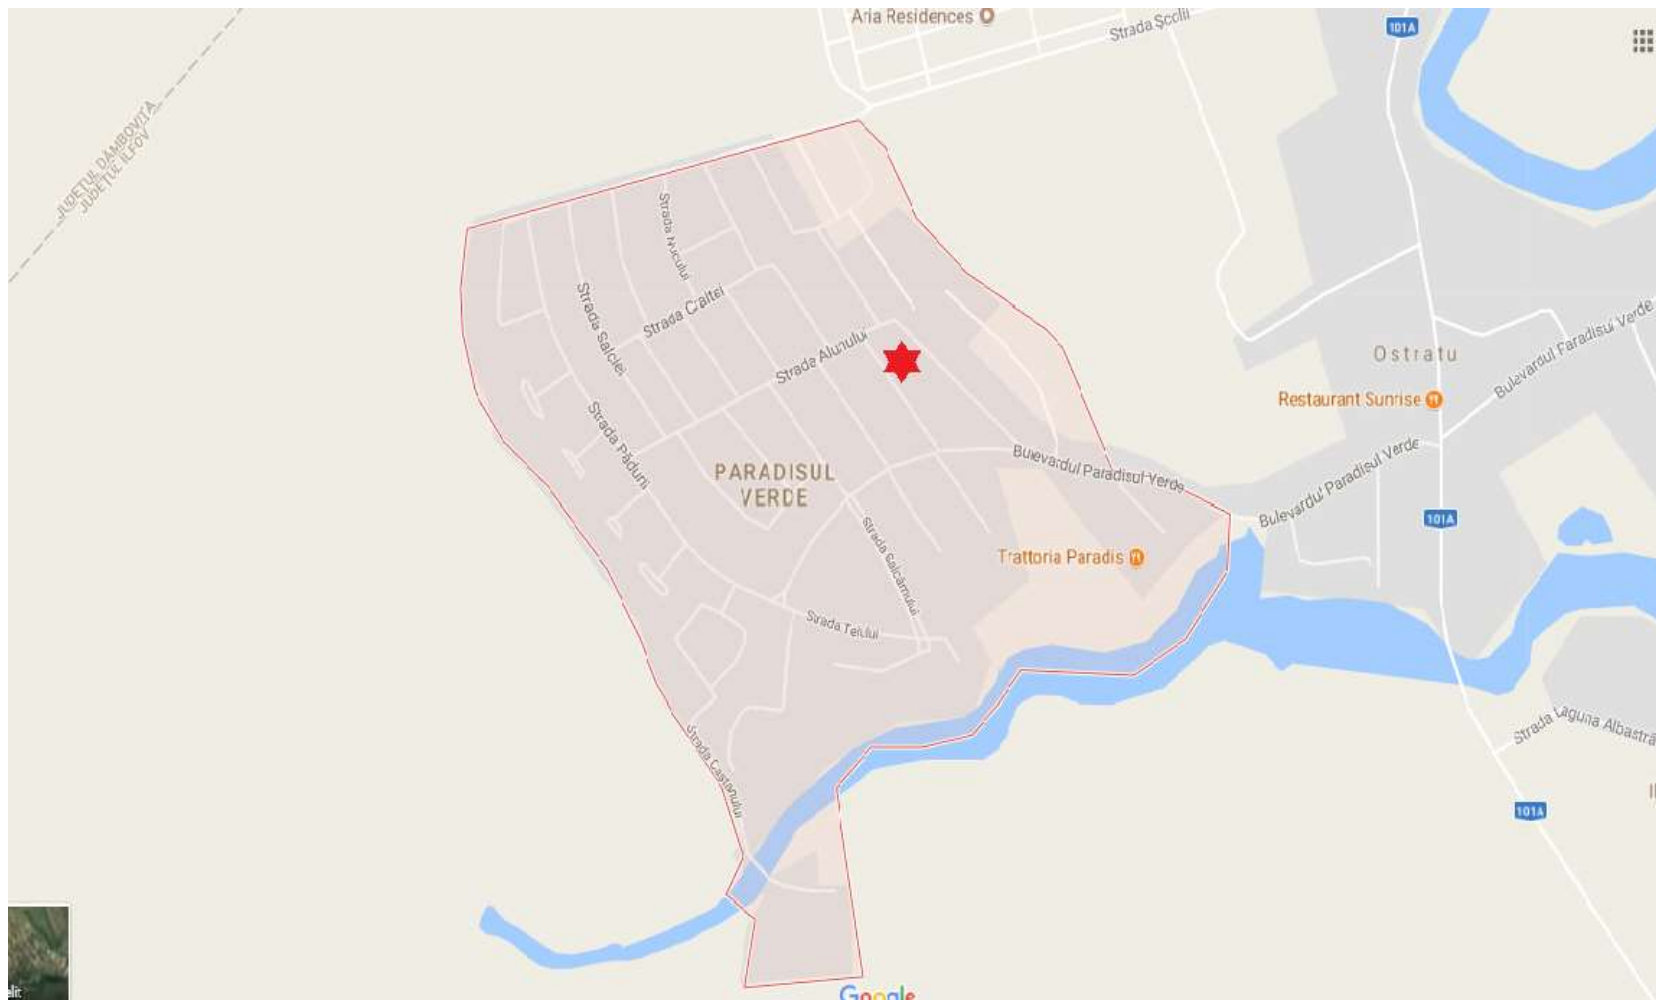 Aria Residences
Strada Școlii
101A
JUDEȚUL DÂMBOVIȚA
JUDEȚUL ILFOV
Strada Nucului
Strada Salciei
Strada Craitei
Strada Alunului
Ostratu
Bulevardul Paradisul Verde
Restaurant Sunrise
Strada Pădurii
PARADISUL
VERDE
Bulevardul Paradisul Verde
Bulevardul Paradisul Verde
101A
Strada Salcâmului
Trattoria Paradis
Strada Teiului
Strada Castanului
Strada Laguna Albastră
101A
Google